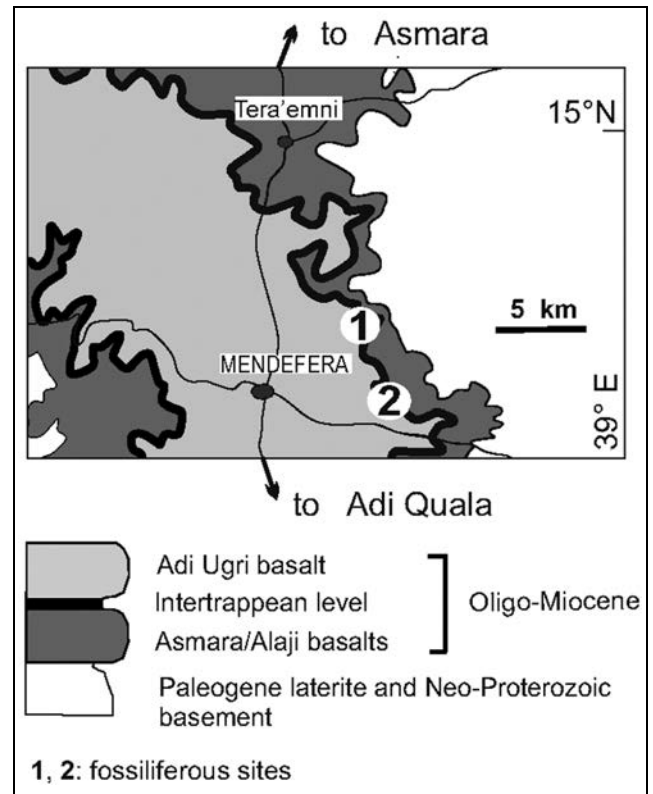 to Asmara
Tera'emni
15°N
5 km
1
MENDEFERA
2
39° E
to Adi Quala
Adi Ugri basalt
Intertrappean level
Oligo-Miocene
Asmara/Alaji basalts
Paleogene laterite and Neo-Proterozoic
basement
1, 2: fossiliferous sites